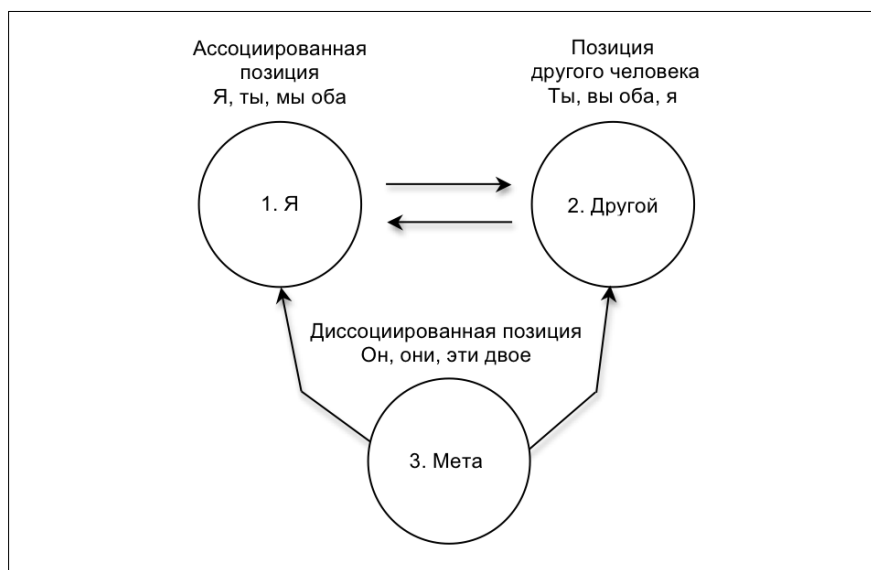 Ассоциированная
позиция
Я, ты, мы оба
Позиция
другого человека
Ты, вы оба, я
1. Я
2. Другой
Диссоциированная позиция
Он, они, эти двое
3. Мета